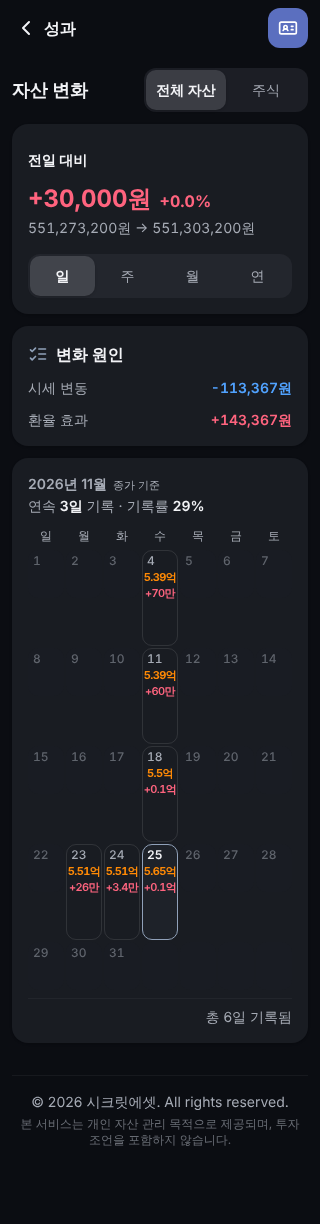 성과
자산 변화
전체 자산 주식
전일 대비
+30,000원 +0.0%
551,273,200원 → 551,303,200원
일 주 월 연
변화 원인
시세 변동 -113,367원
환율 효과 +143,367원
2026년 11월 종가 기준
연속 3일 기록 · 기록률 29%
일 월 화 수 목 금 토
1 2 3 4 5 6 7
5.39억
+70만
8 9 10 11 12 13 14
5.39억
+60만
15 16 17 18 19 20 21
5.5억
+0.1억
22 23 24 25 26 27 28
5.51억 5.51억 5.65억
+26만 +3.4만 +0.1억
29 30 31
총 6일 기록됨
© 2026 시크릿에셋. All rights reserved.
본 서비스는 개인 자산 관리 목적으로 제공되며, 투자
조언을 포함하지 않습니다.